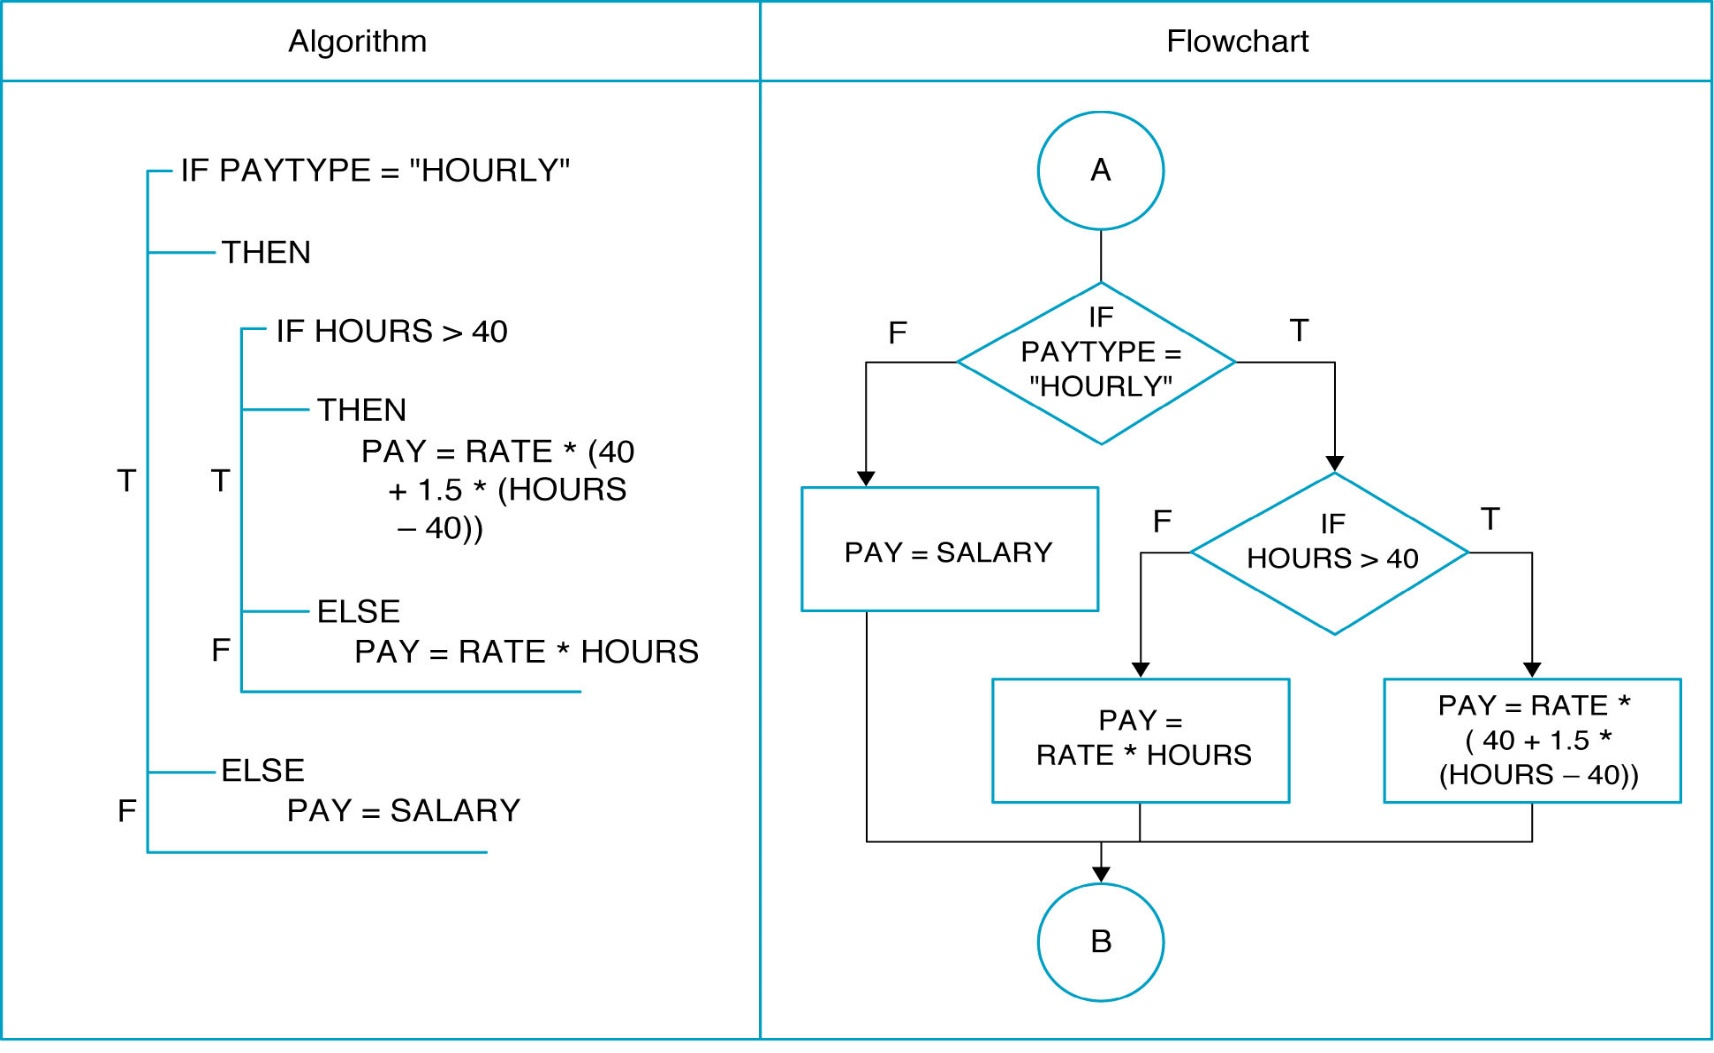 Algorithm
Flowchart
IF PAYTYPE = "HOURLY"
THEN
IF HOURS > 40
THEN
PAY = RATE * (40
+ 1.5 * (HOURS
– 40))
T
T
ELSE
F
PAY = RATE * HOURS
ELSE
F
PAY = SALARY
A
IF
PAYTYPE =
"HOURLY"
F
T
PAY = SALARY
IF
HOURS > 40
F
T
PAY =
RATE * HOURS
PAY = RATE *
( 40 + 1.5 *
(HOURS – 40))
B